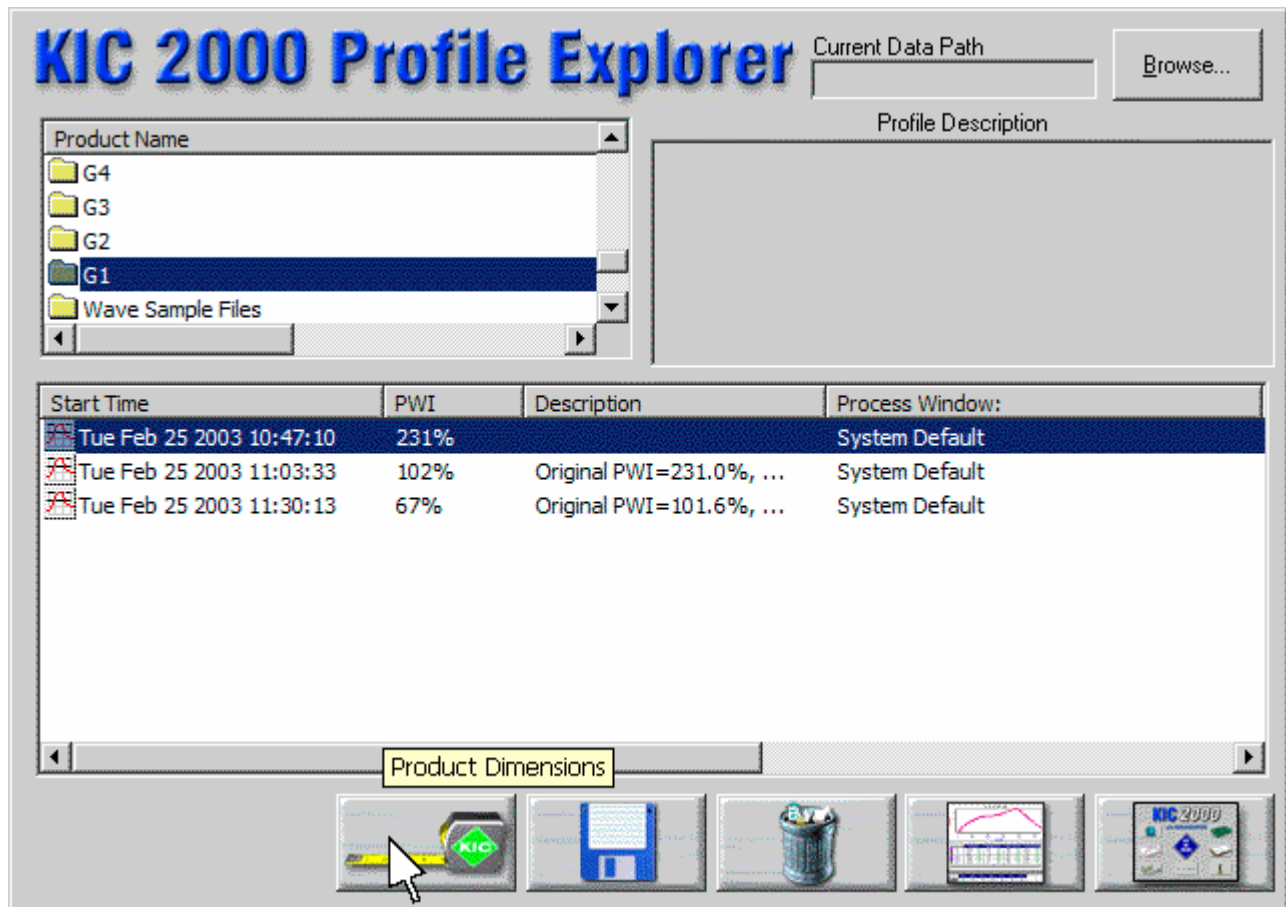 KIC 2000 Profile Explorer
Current Data Path
Browse...
Product Name
G4
G3
G2
G1
Wave Sample Files
Profile Description
Start Time PWI Description Process Window:
Tue Feb 25 2003 10:47:10 231% System Default
Tue Feb 25 2003 11:03:33 102% Original PWI=231.0%, ... System Default
Tue Feb 25 2003 11:30:13 67% Original PWI=101.6%, ... System Default
Product Dimensions
KIC
KIC 2000